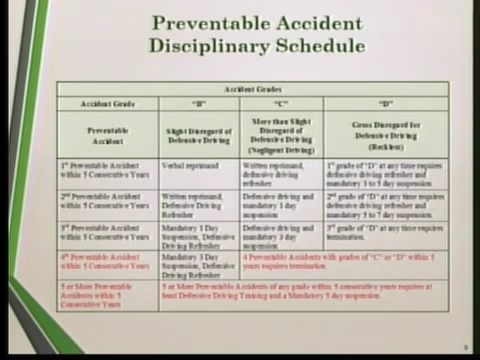 Preventable Accident
Disciplinary Schedule
Accident Grades
Accident Grade
"B"
"C"
"D"
Preventable
Accident
Slight Disregard of
Defensive Driving
More than Slight
Disregard of
Defensive Driving
(Negligent Driving)
Gross Disregard for
Defensive Driving
(Reckless)
1st Preventable Accident
within 5 Consecutive Years
Verbal reprimand
Written reprimand,
defensive driving
refresher
1st grade of "D" at any time requires
defensive driving refresher and
mandatory 3 to 5 day suspension.
2nd Preventable Accident
within 5 Consecutive Years
Written reprimand,
Defensive Driving
Refresher
Defensive driving and
mandatory 1 day
suspension
2nd grade of "D" at any time requires
defensive driving refresher and
mandatory 5 to 7 day suspension.
3rd Preventable Accident
within 5 Consecutive Years
Mandatory 1 Day
Suspension, Defensive
Driving Refresher
Defensive driving and
mandatory 3 day
suspension
3rd grade of "D" at any time requires
termination.
4th Preventable Accident
within 5 Consecutive Years
Mandatory 3 Day
Suspension, Defensive
Driving Refresher
4 Preventable Accidents with grades of "C" or "D" within 5
years requires termination
5 or More Preventable
Accidents within 5
Consecutive Years
5 or More Preventable Accidents of any grade within 5 consecutive years requires at
least Defensive Driving Training and a Mandatory 5 day suspension
9